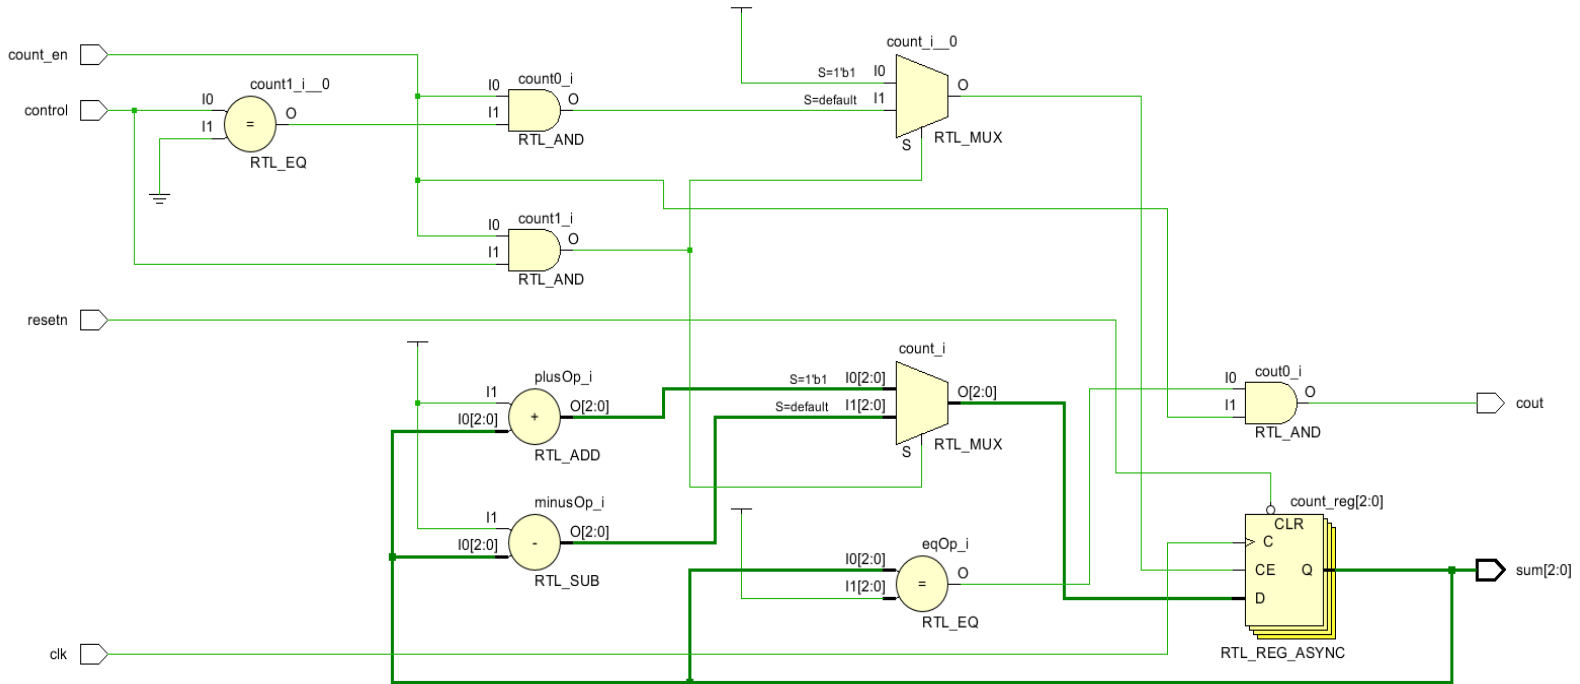 count_en
control
resetn
clk
count1_i__0
I0
I1
O
=
RTL_EQ
count0_i
I0
I1
O
RTL_AND
count1_i
I0
I1
O
RTL_AND
count_i__0
S=1'b1
I0
S=default
I1
O
S
RTL_MUX
plusOp_i
I1
I0[2:0]
+
O[2:0]
RTL_ADD
minusOp_i
I1
I0[2:0]
-
O[2:0]
RTL_SUB
count_i
S=1'b1
I0[2:0]
S=default
I1[2:0]
O[2:0]
S
RTL_MUX
eqOp_i
I0[2:0]
I1[2:0]
=
O
RTL_EQ
cout0_i
I0
I1
O
RTL_AND
cout
count_reg[2:0]
CLR
C
CE
Q
D
RTL_REG_ASYNC
sum[2:0]